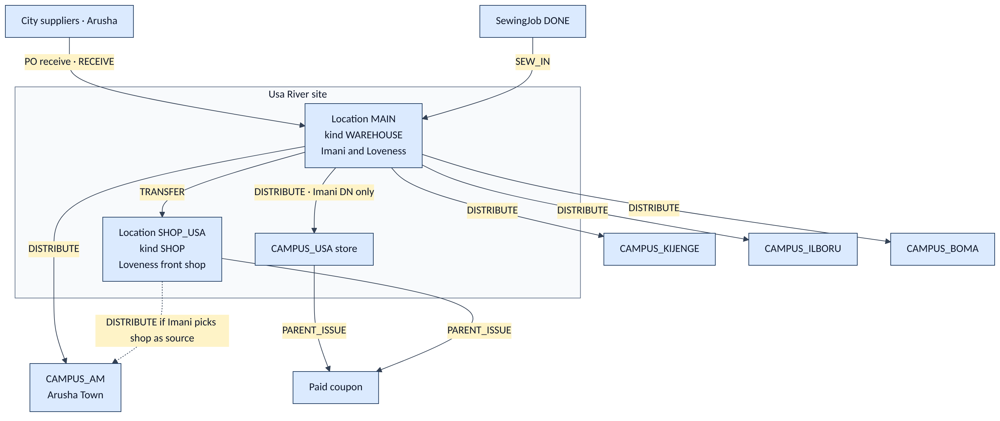 City suppliers · Arusha
SewingJob DONE
PO receive · RECEIVE
SEW_IN
Usa River site
Location MAIN
kind WAREHOUSE
Imani and Loveness
TRANSFER
DISTRIBUTE · Imani DN only
DISTRIBUTE
DISTRIBUTE
DISTRIBUTE
DISTRIBUTE
Location SHOP_USA
kind SHOP
Loveness front shop
CAMPUS_USA store
CAMPUS_KIJENGE
CAMPUS_ILBORU
CAMPUS_BOMA
DISTRIBUTE if Imani picks
shop as source
PARENT_ISSUE
PARENT_ISSUE
CAMPUS_AM
Arusha Town
Paid coupon